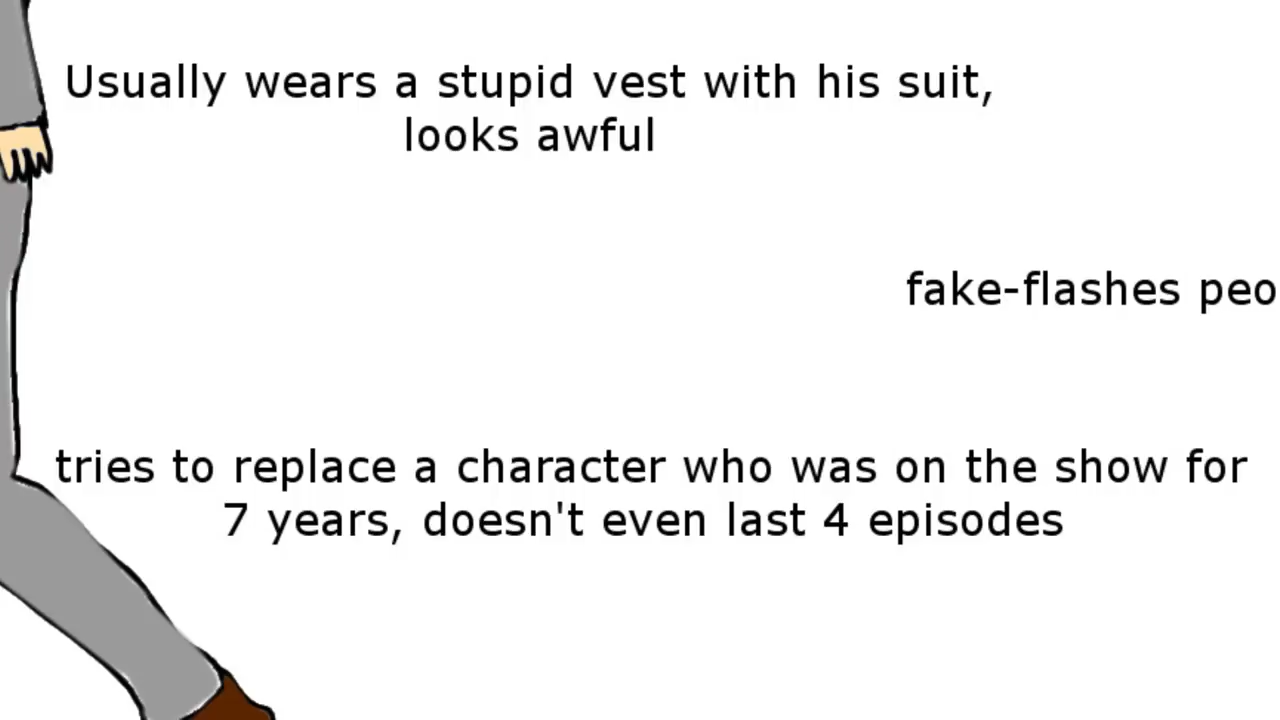 Usually wears a stupid vest with his suit,
looks awful
fake-flashes
tries to replace a character who was on the show for
7 years, doesn't even last 4 episodes